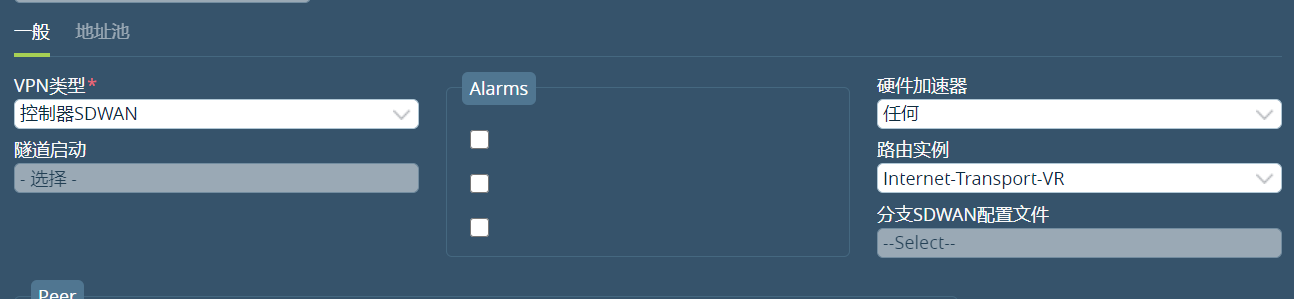 一般 地址池
VPN类型*
控制器SDWAN
隧道启动
- 选择 -
Alarms
硬件加速器
任何
路由实例
Internet-Transport-VR
分支SDWAN配置文件
--Select--
Peer